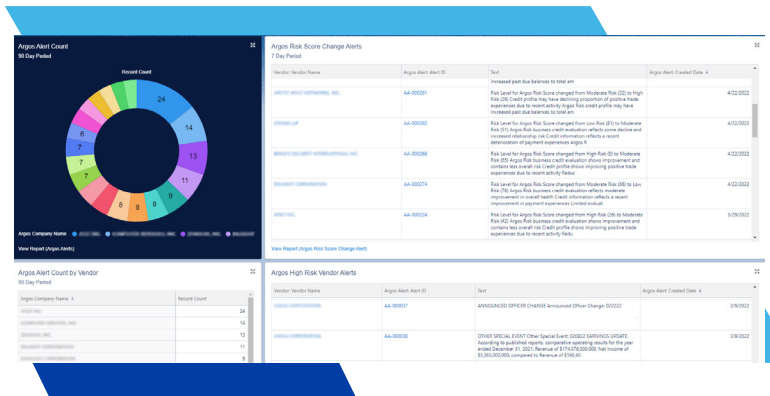 Argos Alert Count
90 Day Period
Record Count
24
14
13
11
9
8
8
8
7
7
7
6
Argos Company Name
View Report (Argos Alerts)
Argos Risk Score Change Alerts
7 Day Period
Vendor: Vendor Name Argos Alert: Alert ID Text Argos Alert: Created Date ↓
increased past due balances to total am
AA-000261 Risk Level for Argos Risk Score changed from Moderate Risk (32) to High 4/22/2022
Risk (26) Credit profile may have declining proportion of positive trade
experiences due to recent activity Argos Risk credit profile may have
increased past due balances to total am
AA-000262 Risk Level for Argos Risk Score changed from Low Risk (81) to Moderate 4/22/2022
Risk (51) Argos Risk business credit evaluation reflects some decline and
increased relationship risk Credit information reflects a recent
deterioration of payment experiences Argos R
AA-000268 Risk Level for Argos Risk Score changed from High Risk (0) to Moderate 4/22/2022
Risk (65) Argos Risk business credit evaluation shows improvement and
contains less overall risk Credit profile shows improving positive trade
experiences due to recent activity Reduc
AA-000274 Risk Level for Argos Risk Score changed from Moderate Risk (68) to Low 4/22/2022
Risk (78) Argos Risk business credit evaluation reflects moderate
improvement in overall health Credit information reflects a recent
improvement in payment experiences Limited evaluat
AA-000224 Risk Level for Argos Risk Score changed from High Risk (28) to Moderate 3/29/2022
Risk (42) Argos Risk business credit evaluation shows improvement and
contains less overall risk Credit profile shows improving positive trade
experiences due to recent activity Redu
View Report (Argos Risk Score Change Alert)
Argos Alert Count by Vendor
90 Day Period
Argos Company Name ↓ Record Count
24
14
13
11
9
Argos High Risk Vendor Alerts
Vendor: Vendor Name Argos Alert: Alert ID Text Argos Alert: Created Date ↓
AA-000037 ANNOUNCED OFFICER CHANGE Announced Officer Change: 022222 3/9/2022
AA-000038 OTHER SPECIAL EVENT Other Special Event: 020822 EARNINGS UPDATE 3/9/2022
According to published reports, comparative operating results for the year
ended December 31, 2021: Revenue of $174,078,000,000, Net Income of
$5,360,000,000; compared to Revenue of $160,40